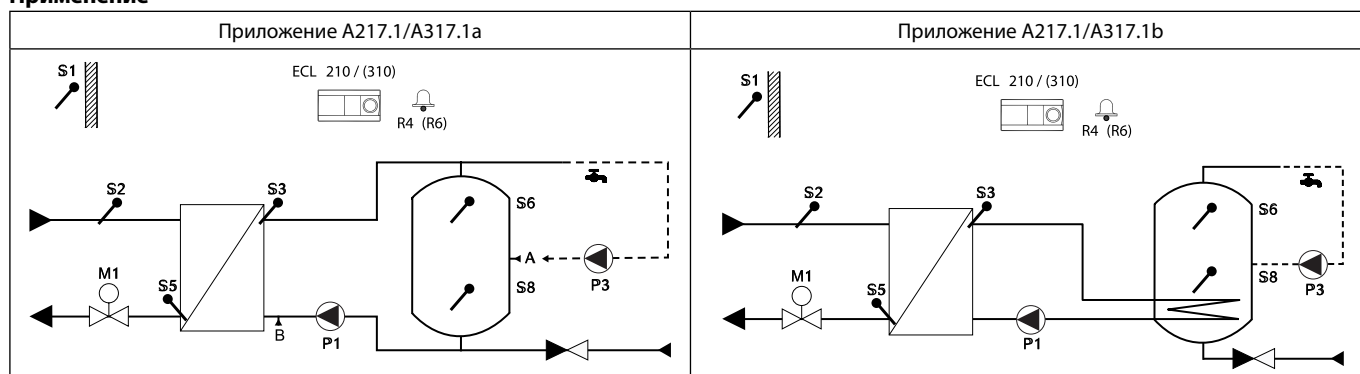 Приложение A217.1/A317.1a
Приложение A217.1/A317.1b
S1
ECL 210 / (310)
R4 (R6)
S2
S3
S6
A
S8
P3
M1
S5
B
P1
S1
ECL 210 / (310)
R4 (R6)
S2
S3
S6
S8
P3
M1
S5
P1